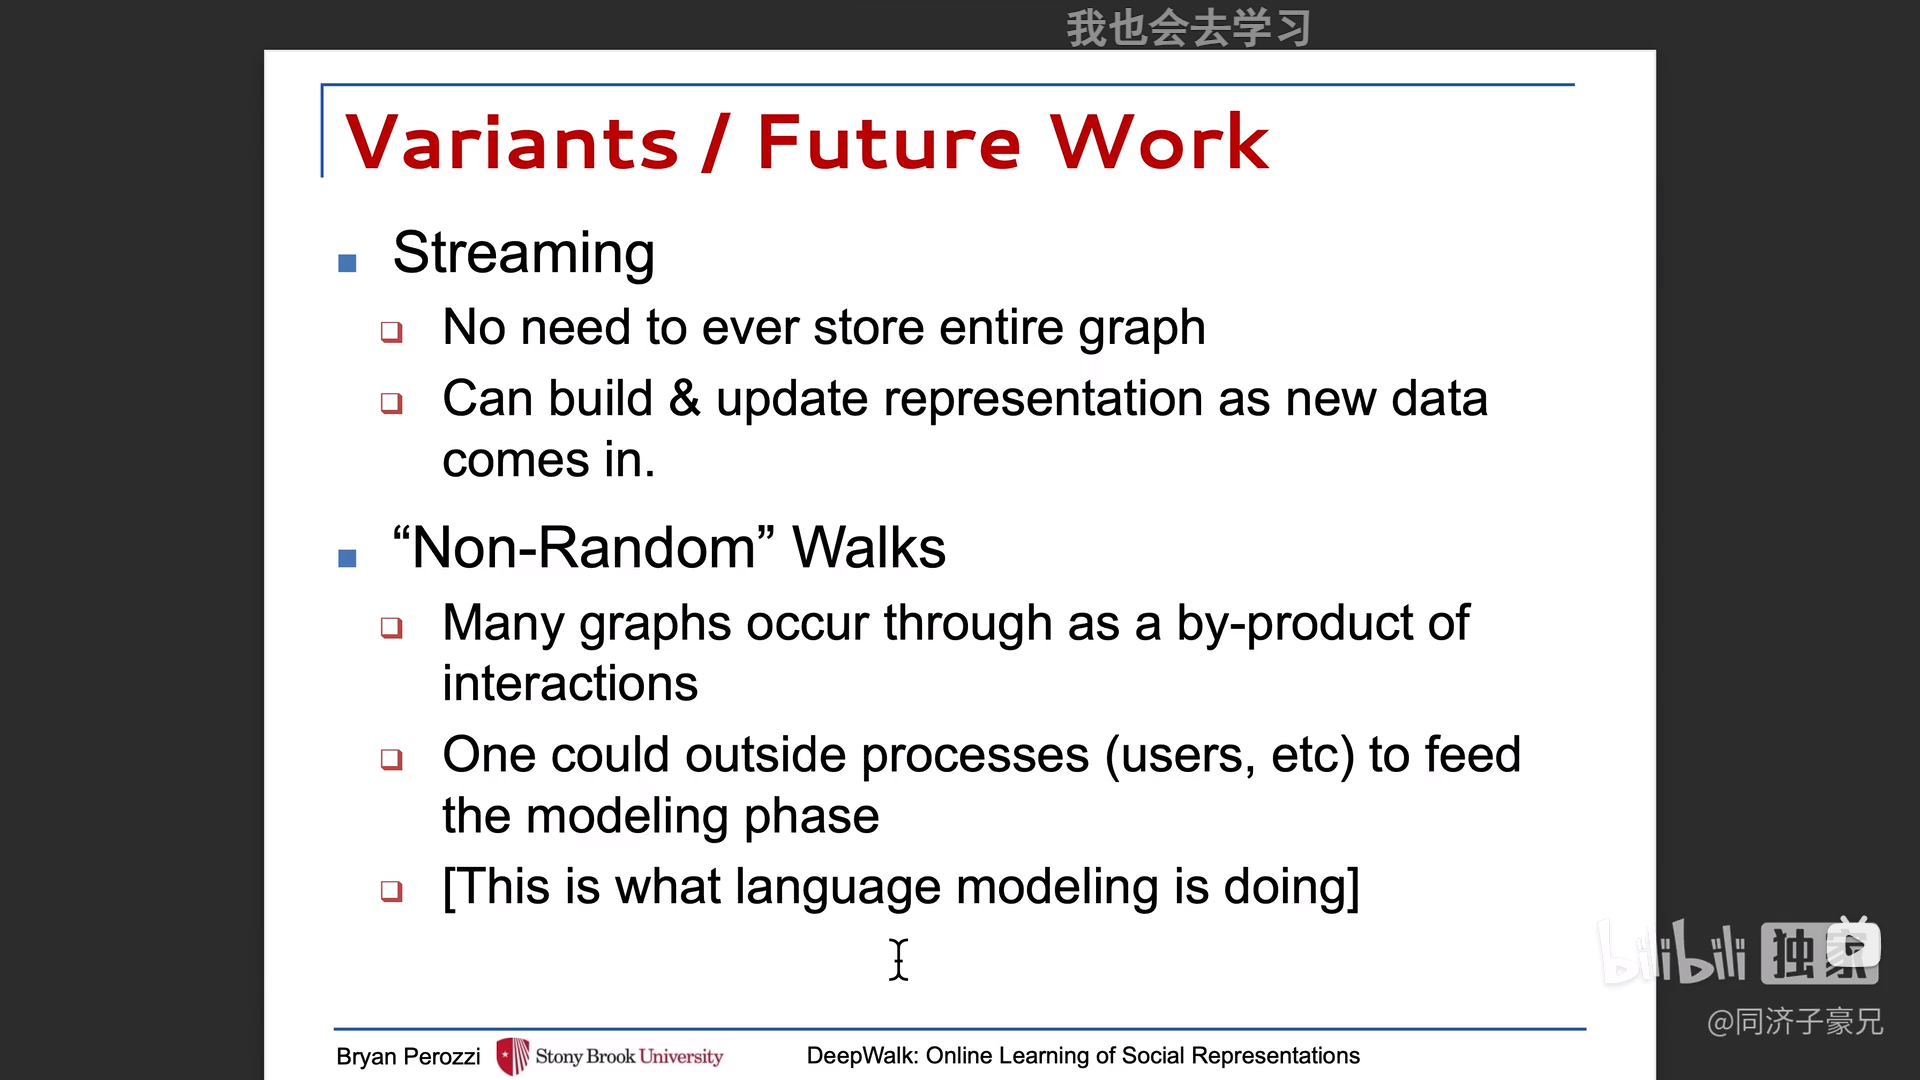 我也会去学习
Variants / Future Work
Streaming
No need to ever store entire graph
Can build & update representation as new data
comes in.
“Non-Random” Walks
Many graphs occur through as a by-product of
interactions
One could outside processes (users, etc) to feed
the modeling phase
[This is what language modeling is doing]
bilibili 独家
@同济子豪兄
Bryan Perozzi
Stony Brook University
DeepWalk: Online Learning of Social Representations